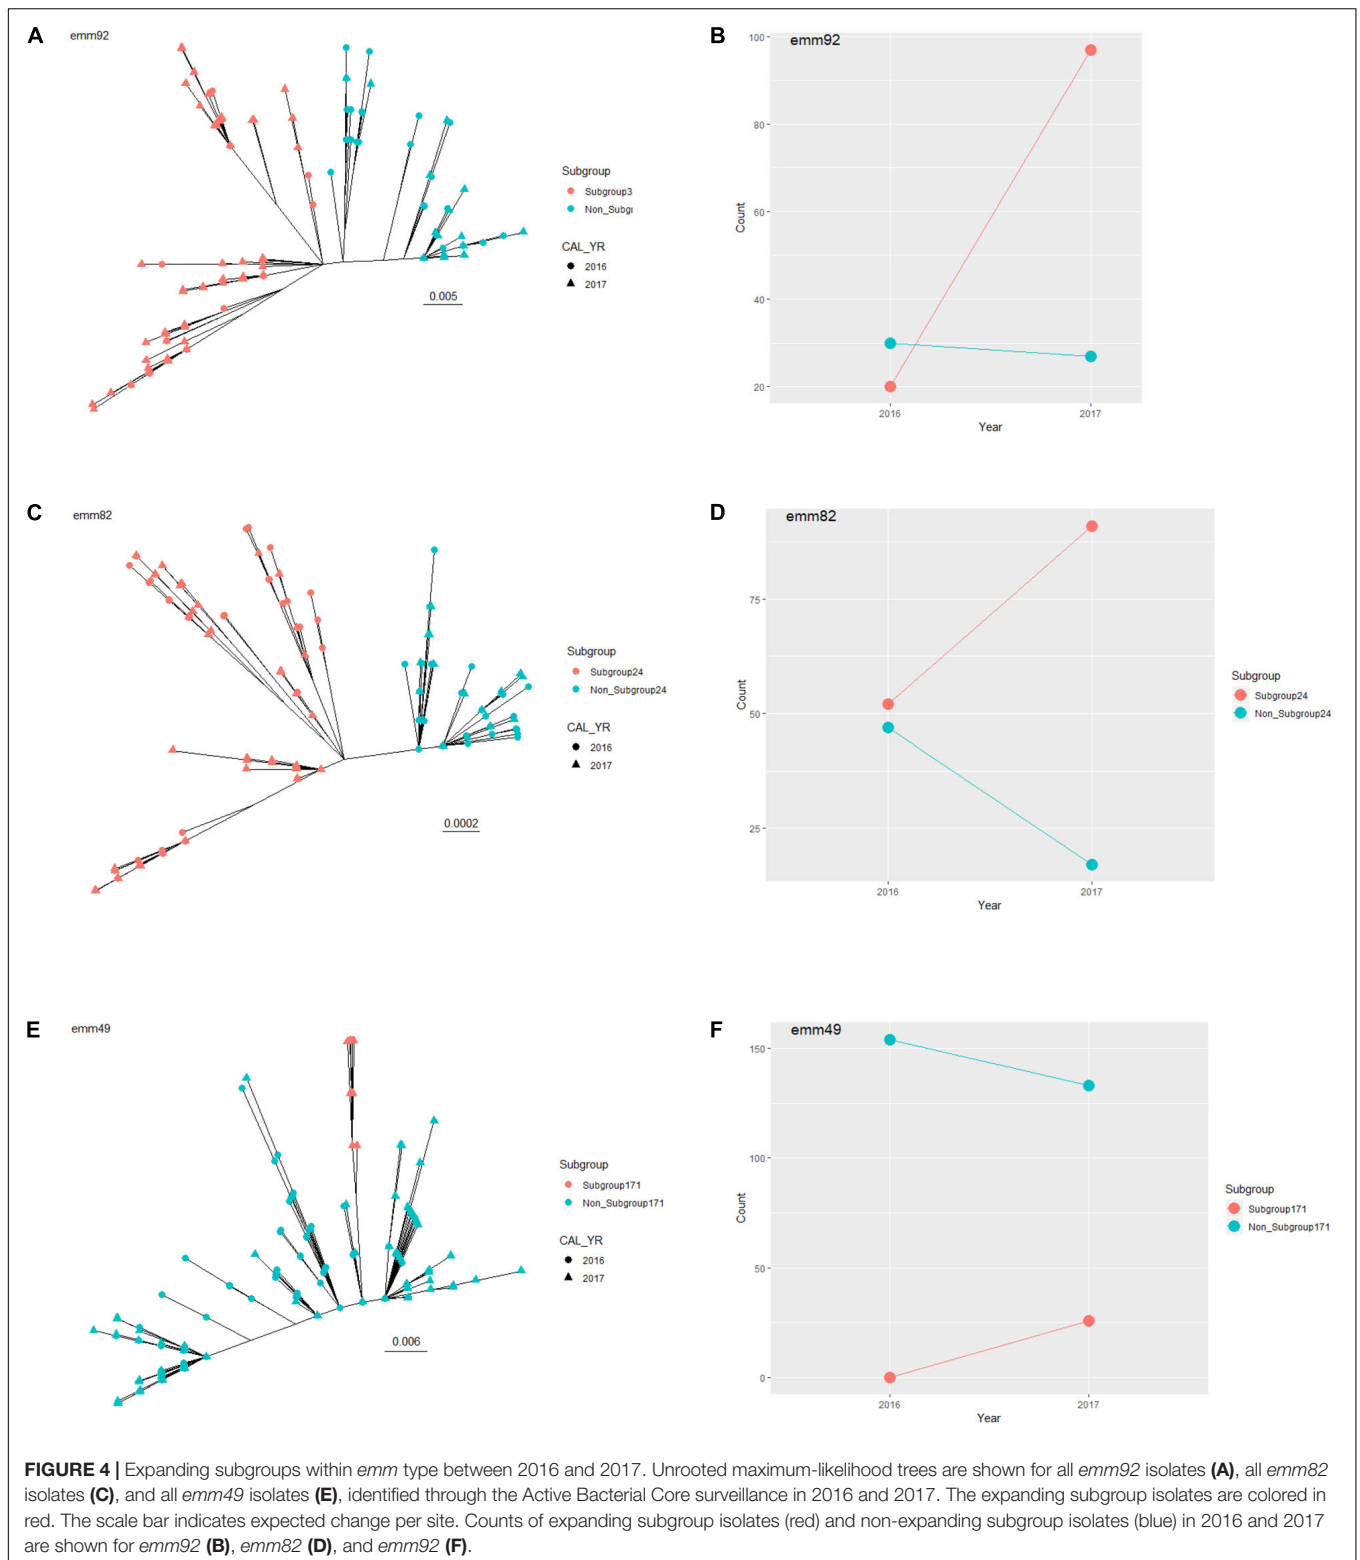 A
emm92
Subgroup
Subgroup3
Non_Subgr
CAL_YR
2016
2017
0.005
B
emm92
100
80
60
40
20
Count
2016
2017
Year
C
emm82
Subgroup
Subgroup24
Non_Subgroup24
CAL_YR
2016
2017
0.0002
D
emm82
75
50
25
Count
2016
2017
Year
Subgroup
Subgroup24
Non_Subgroup24
E
emm49
Subgroup
Subgroup171
Non_Subgroup171
CAL_YR
2016
2017
0.006
F
emm49
150
100
50
0
Count
2016
2017
Year
Subgroup
Subgroup171
Non_Subgroup171
FIGURE 4 | Expanding subgroups within emm type between 2016 and 2017. Unrooted maximum-likelihood trees are shown for all emm92 isolates (A), all emm82
isolates (C), and all emm49 isolates (E), identified through the Active Bacterial Core surveillance in 2016 and 2017. The expanding subgroup isolates are colored in
red. The scale bar indicates expected change per site. Counts of expanding subgroup isolates (red) and non-expanding subgroup isolates (blue) in 2016 and 2017
are shown for emm92 (B), emm82 (D), and emm92 (F).